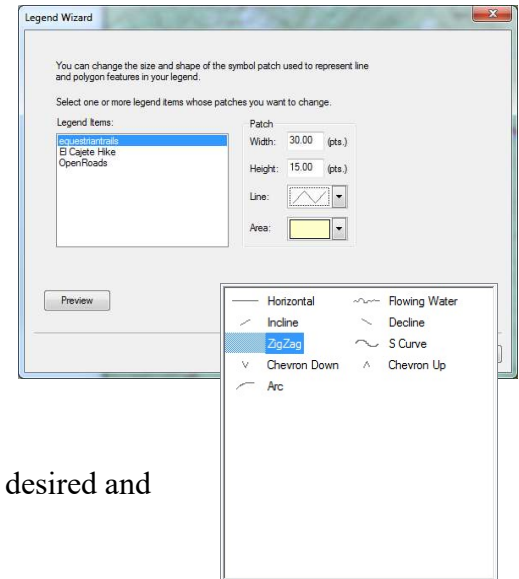 Legend Wizard
You can change the size and shape of the symbol patch used to represent line
and polygon features in your legend.
Select one or more legend items whose patches you want to change.
Legend Items:
equestriantrails
El Cajete Hike
OpenRoads
Patch
Width: 30.00 (pts.)
Height: 15.00 (pts.)
Line:
Area:
Preview
Horizontal Flowing Water
Incline Decline
ZigZag S Curve
Chevron Down Chevron Up
Arc
desired and